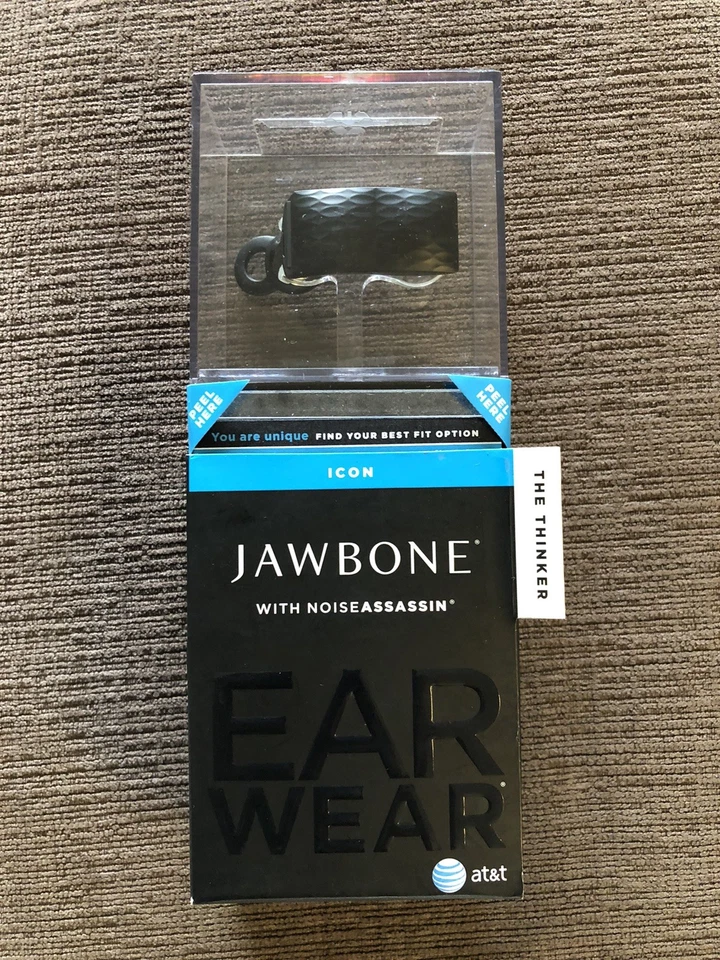 PEEL
HERE
PEEL
HERE
You are unique FIND YOUR BEST FIT OPTION
ICON
THE THINKER
JAWBONE®
WITH NOISEASSASSIN®
EAR
WEAR®
at&t